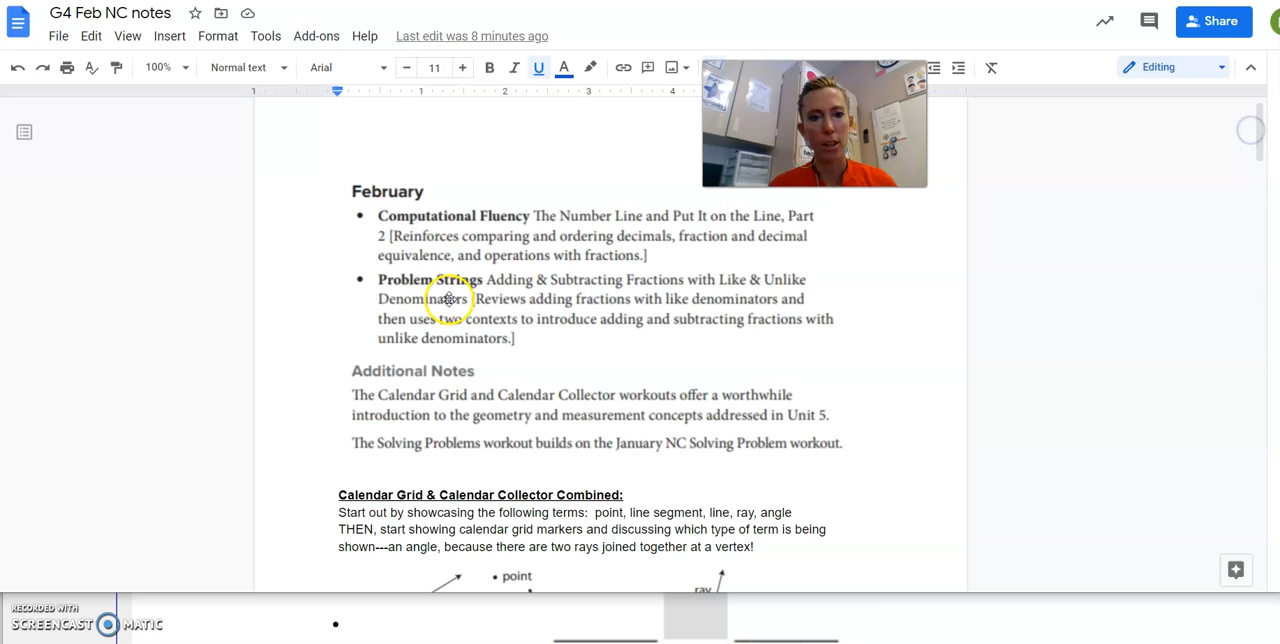 G4 Feb NC notes
File Edit View Insert Format Tools Add-ons Help Last edit was 8 minutes ago
Share
100% Normal text Arial 11 B I U A Editing
1 1 2 3 4
February
• Computational Fluency The Number Line and Put It on the Line, Part
2 [Reinforces comparing and ordering decimals, fraction and decimal
equivalence, and operations with fractions.]
• Problem Strings Adding & Subtracting Fractions with Like & Unlike
Denominators [Reviews adding fractions with like denominators and
then uses two contexts to introduce adding and subtracting fractions with
unlike denominators.]
Additional Notes
The Calendar Grid and Calendar Collector workouts offer a worthwhile
introduction to the geometry and measurement concepts addressed in Unit 5.
The Solving Problems workout builds on the January NC Solving Problem workout.
Calendar Grid & Calendar Collector Combined:
Start out by showcasing the following terms: point, line segment, line, ray, angle
THEN, start showing calendar grid markers and discussing which type of term is being
shown---an angle, because there are two rays joined together at a vertex!
• point
ray
RECORDED WITH
SCREENCAST MATIC